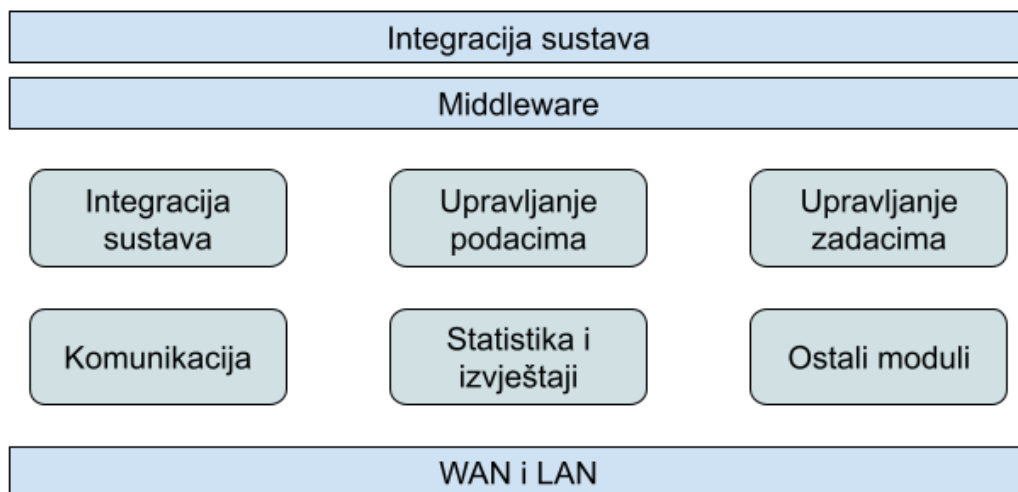 Integracija sustava
Middleware
Integracija
sustava
Upravljanje
podacima
Upravljanje
zadacima
Komunikacija
Statistika i
izvještaji
Ostali moduli
WAN i LAN